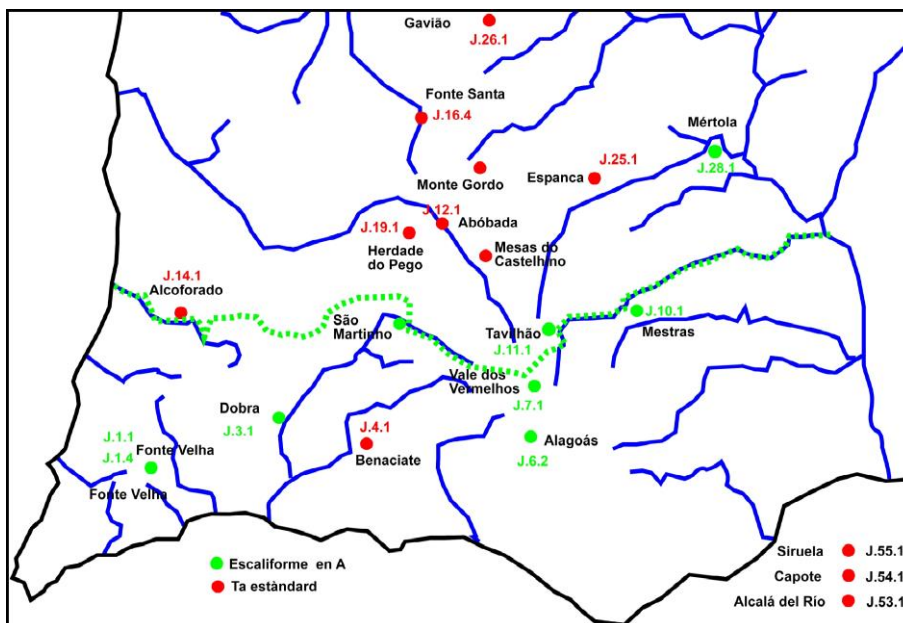 Gavião
J.26.1
Fonte Santa
J.16.4
Mértola
J.28.1
J.25.1
Espanca
Monte Gordo
J.12.1
Abóbada
J.19.1
Herdade
do Pego
Mesas do
Castelhino
J.14.1
Alcoforado
São
Martinho
Tavilhão
J.11.1
J.10.1
Mestras
Vale dos
Vermelhos
J.7.1
Dobra
J.3.1
J.4.1
Benaciate
Alagoás
J.6.2
J.1.1
Fonte Velha
J.1.4
Fonte Velha
Escaliforme en A
Ta estàndard
Siruela J.55.1
Capote J.54.1
Alcalá del Río J.53.1